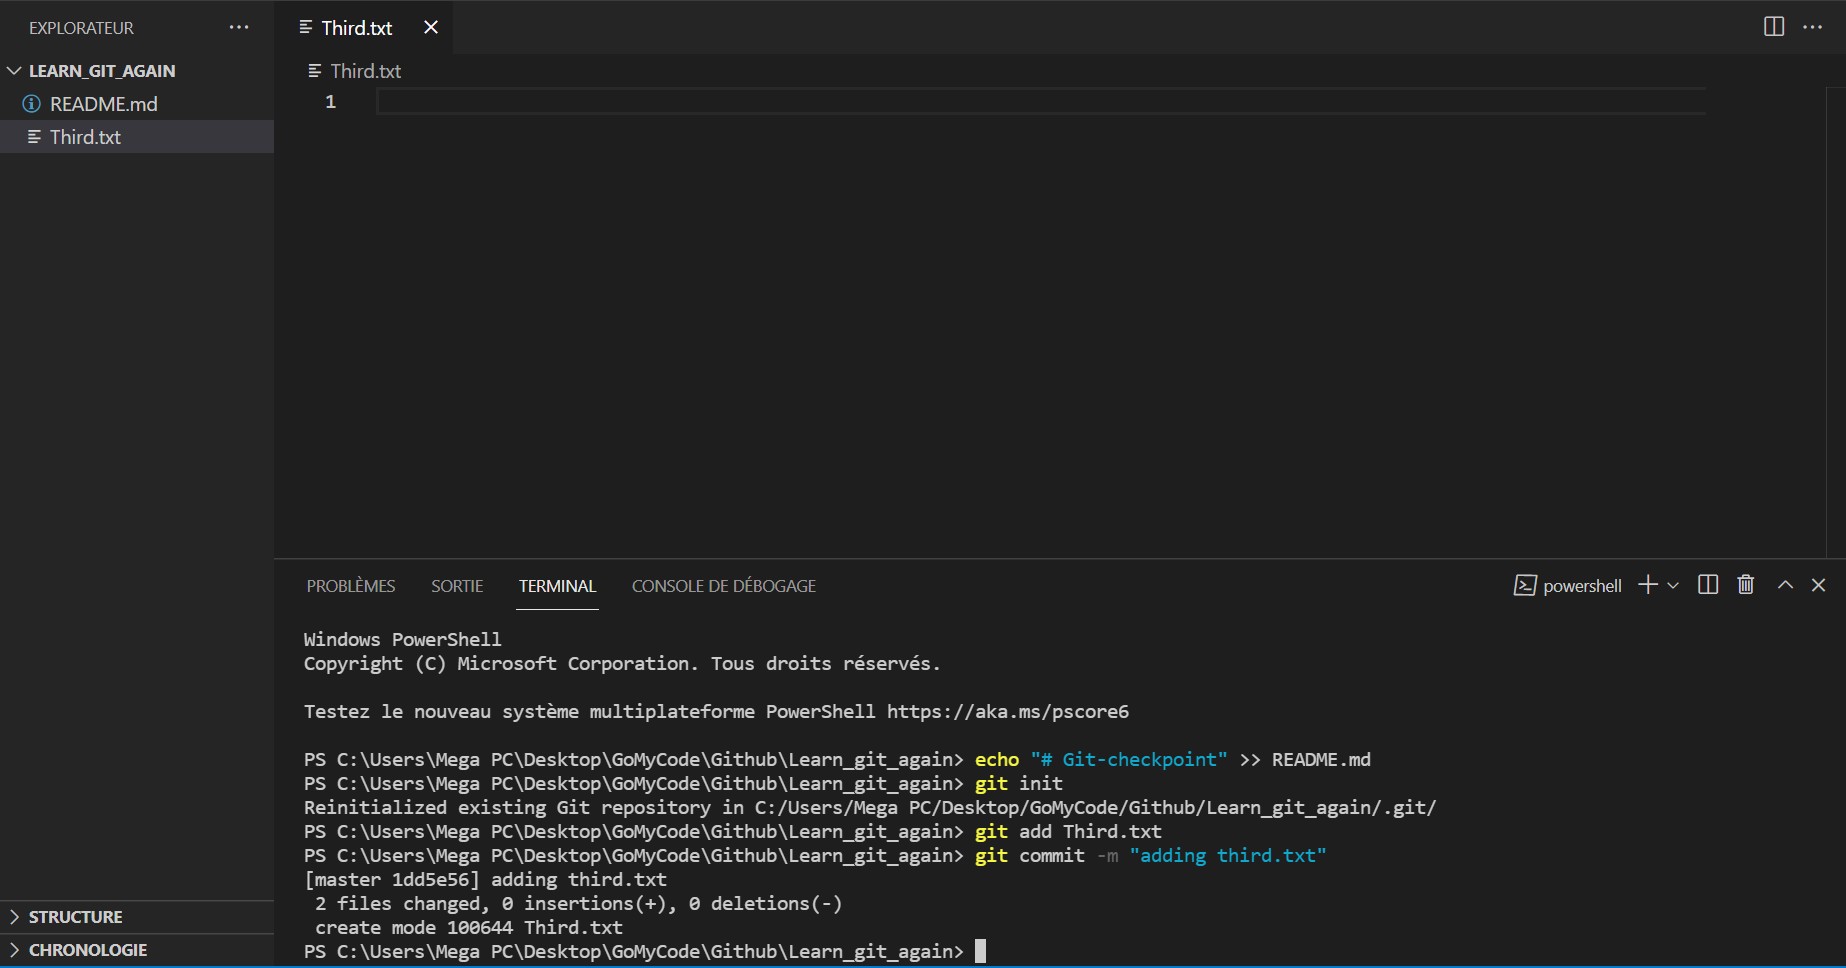 EXPLORATEUR
LEARN_GIT_AGAIN
README.md
Third.txt
STRUCTURE
CHRONOLOGIE
Third.txt
Third.txt
1
PROBLÈMES SORTIE TERMINAL CONSOLE DE DÉBOGAGE
powershell
Windows PowerShell
Copyright (C) Microsoft Corporation. Tous droits réservés.
Testez le nouveau système multiplateforme PowerShell https://aka.ms/pscore6
PS C:\Users\Mega PC\Desktop\GoMyCode\Github\Learn_git_again> echo "# Git-checkpoint" >> README.md
PS C:\Users\Mega PC\Desktop\GoMyCode\Github\Learn_git_again> git init
Reinitialized existing Git repository in C:/Users/Mega PC/Desktop/GoMyCode/Github/Learn_git_again/.git/
PS C:\Users\Mega PC\Desktop\GoMyCode\Github\Learn_git_again> git add Third.txt
PS C:\Users\Mega PC\Desktop\GoMyCode\Github\Learn_git_again> git commit -m "adding third.txt"
[master 1dd5e56] adding third.txt
2 files changed, 0 insertions(+), 0 deletions(-)
create mode 100644 Third.txt
PS C:\Users\Mega PC\Desktop\GoMyCode\Github\Learn_git_again>